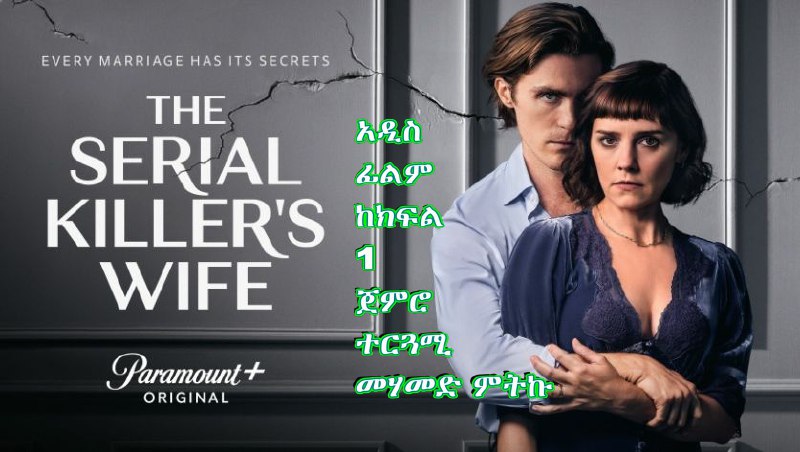 EVERY MARRIAGE HAS ITS SECRETS
THE
SERIAL
KILLER'S
WIFE
Paramount+
ORIGINAL
አዲስ
ፊልም
ከክፍል
1
ጀምሮ
ተርጓሚ
መሃመድ ምትኩ